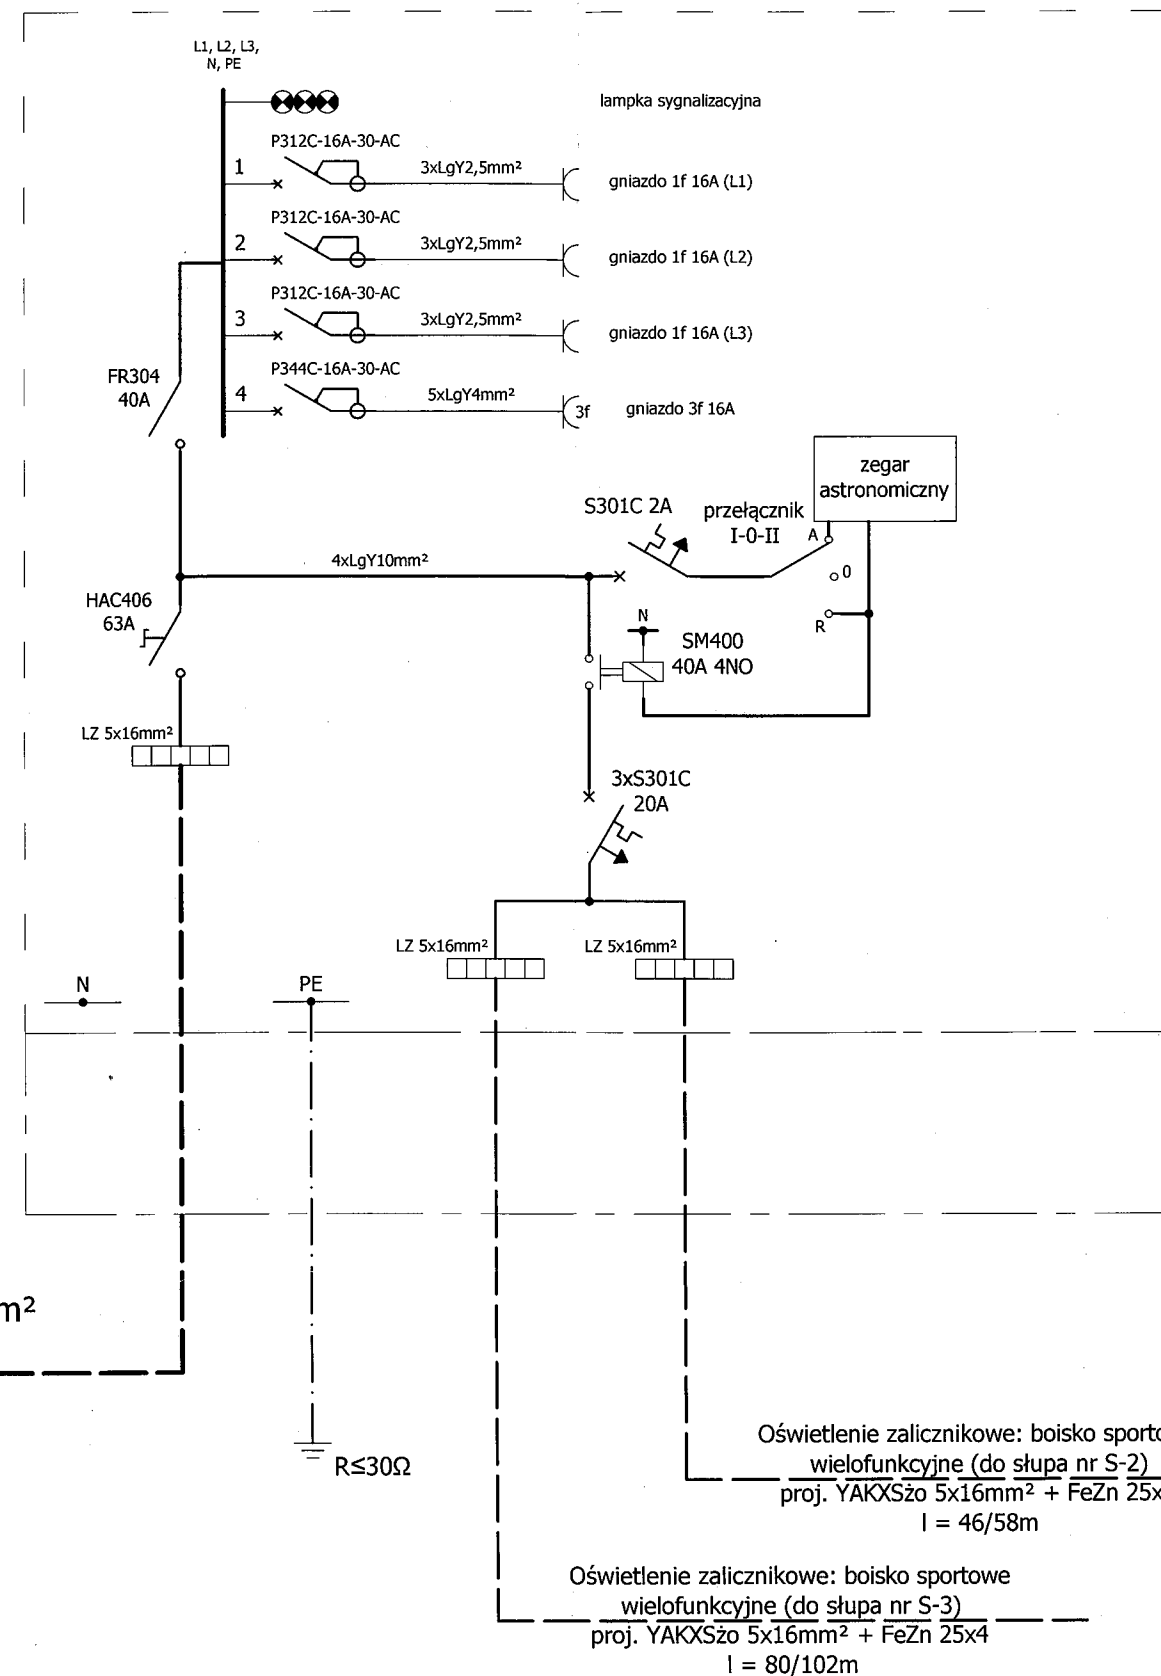 L1, L2, L3,
N, PE
lampka sygnalizacyjna
P312C-16A-30-AC
1
3xLgY2,5mm²
gniazdo 1f 16A (L1)
P312C-16A-30-AC
2
3xLgY2,5mm²
gniazdo 1f 16A (L2)
P312C-16A-30-AC
3
3xLgY2,5mm²
gniazdo 1f 16A (L3)
P344C-16A-30-AC
4
5xLgY4mm²
3f
gniazdo 3f 16A
FR304
40A
zegar
astronomiczny
S301C 2A
przełącznik
I-0-II
A
0
R
4xLgY10mm²
HAC406
63A
N
SM400
40A 4NO
LZ 5x16mm²
3xS301C
20A
LZ 5x16mm²
LZ 5x16mm²
N
PE
m²
R≤30Ω
Oświetlenie zalicznikowe: boisko sporto
wielofunkcyjne (do słupa nr S-2)
proj. YAKXSżo 5x16mm² + FeZn 25x
l = 46/58m
Oświetlenie zalicznikowe: boisko sportowe
wielofunkcyjne (do słupa nr S-3)
proj. YAKXSżo 5x16mm² + FeZn 25x4
l = 80/102m